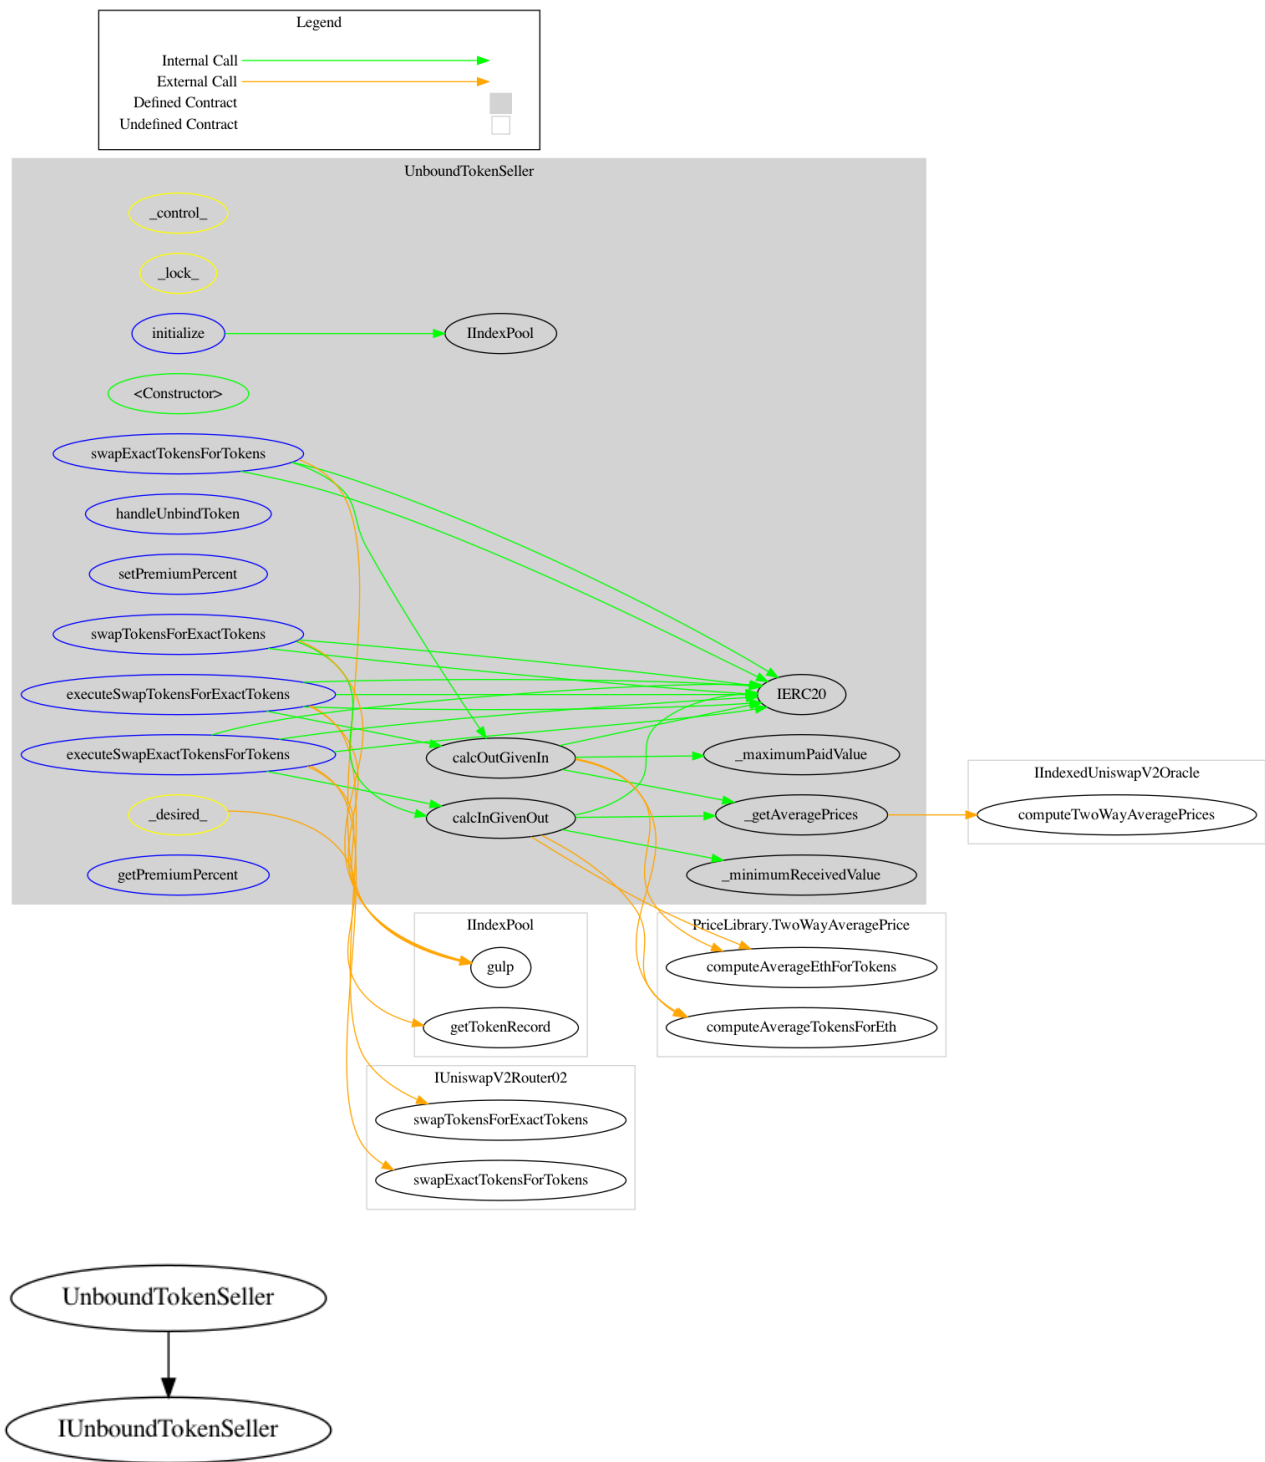 Legend
Internal Call
External Call
Defined Contract
Undefined Contract
UnboundTokenSeller
_control_
_lock_
initialize
IIndexPool
<Constructor>
swapExactTokensForTokens
handleUnbindToken
setPremiumPercent
swapTokensForExactTokens
executeSwapTokensForExactTokens
IERC20
executeSwapExactTokensForTokens
calcOutGivenIn
_maximumPaidValue
_desired_
calcInGivenOut
_getAveragePrices
getPremiumPercent
_minimumReceivedValue
IIndexedUniswapV2Oracle
computeTwoWayAveragePrices
IIndexPool
gulp
getTokenRecord
PriceLibrary.TwoWayAveragePrice
computeAverageEthForTokens
computeAverageTokensForEth
IUniswapV2Router02
swapTokensForExactTokens
swapExactTokensForTokens
UnboundTokenSeller
IUnboundTokenSeller